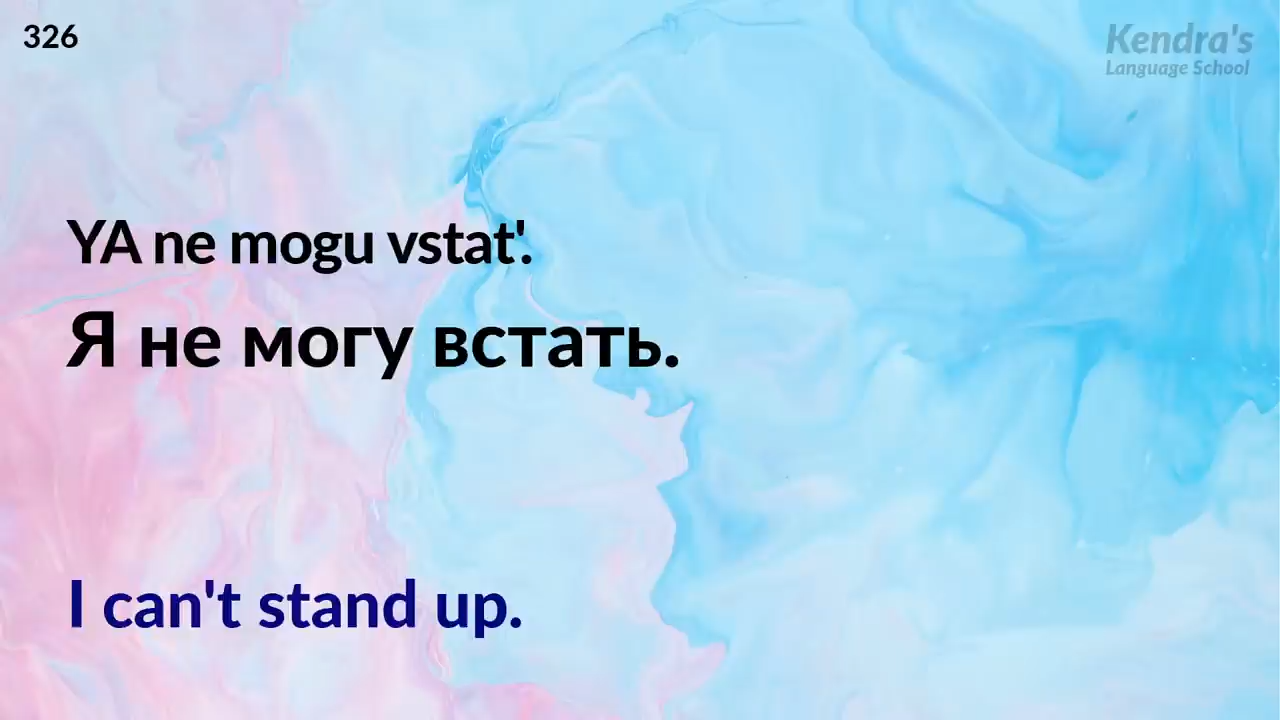 326
Kendra's
Language School
YA ne mogu vstat'.
Я не могу встать.
I can't stand up.